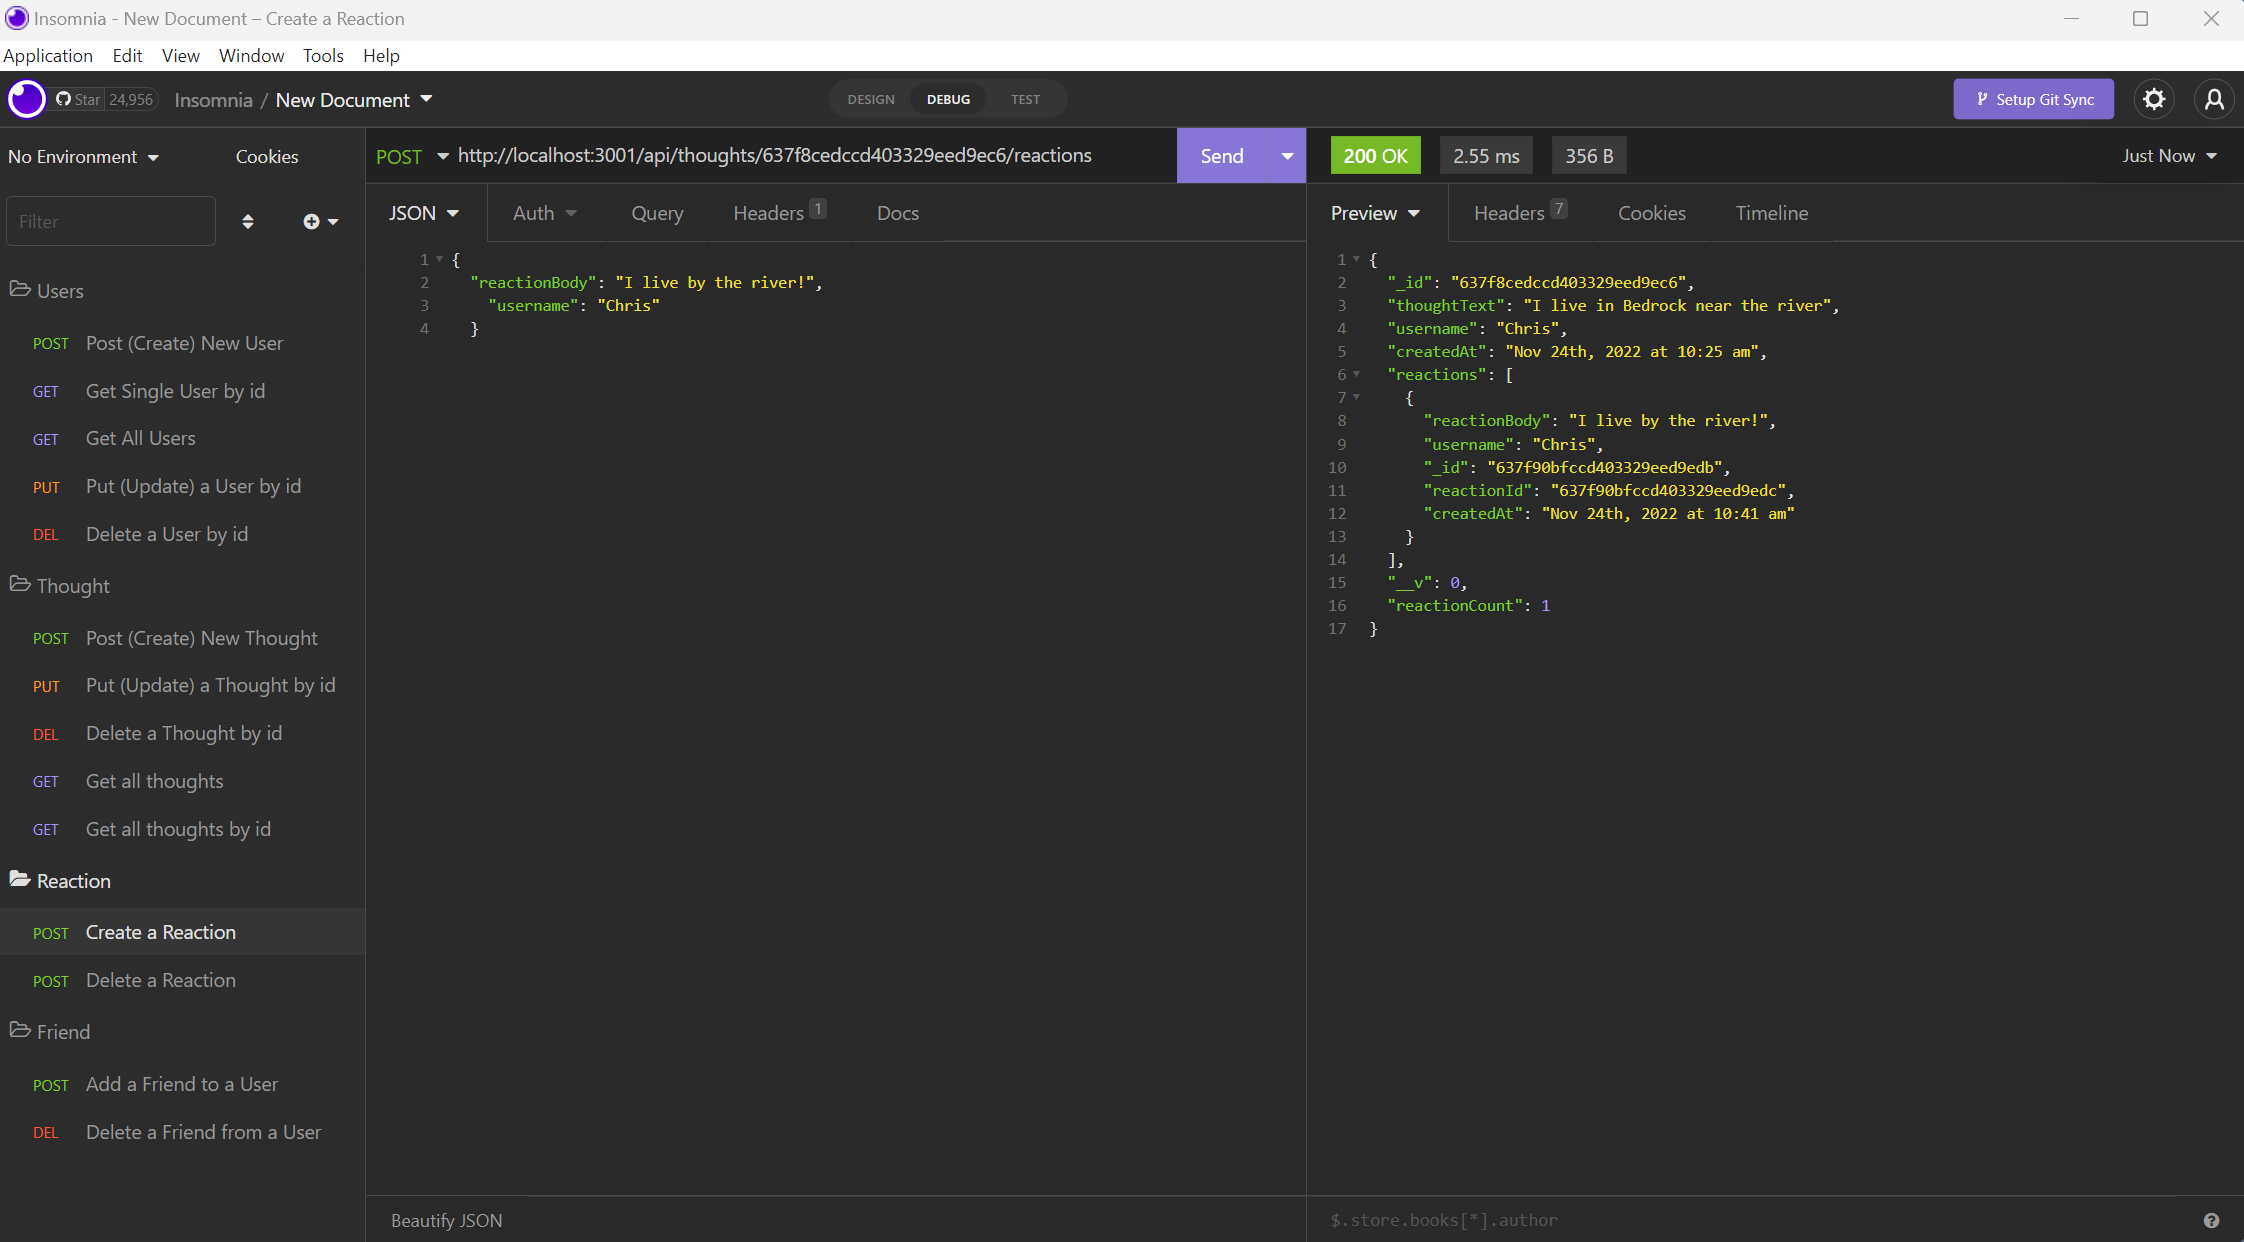 Insomnia - New Document – Create a Reaction
Application Edit View Window Tools Help
Star 24,956 Insomnia / New Document DESIGN DEBUG TEST Setup Git Sync
No Environment Cookies
Filter
Users
POST Post (Create) New User
GET Get Single User by id
GET Get All Users
PUT Put (Update) a User by id
DEL Delete a User by id
Thought
POST Post (Create) New Thought
PUT Put (Update) a Thought by id
DEL Delete a Thought by id
GET Get all thoughts
GET Get all thoughts by id
Reaction
POST Create a Reaction
POST Delete a Reaction
Friend
POST Add a Friend to a User
DEL Delete a Friend from a User
POST http://localhost:3001/api/thoughts/637f8cedccd403329eed9ec6/reactions Send
JSON Auth Query Headers 1 Docs
1 {
2 "reactionBody": "I live by the river!",
3 "username": "Chris"
4 }
Beautify JSON
200 OK 2.55 ms 356 B Just Now
Preview Headers 7 Cookies Timeline
1 {
2 "_id": "637f8cedccd403329eed9ec6",
3 "thoughtText": "I live in Bedrock near the river",
4 "username": "Chris",
5 "createdAt": "Nov 24th, 2022 at 10:25 am",
6 "reactions": [
7 {
8 "reactionBody": "I live by the river!",
9 "username": "Chris",
10 "_id": "637f90bfccd403329eed9edb",
11 "reactionId": "637f90bfccd403329eed9edc",
12 "createdAt": "Nov 24th, 2022 at 10:41 am"
13 }
14 ],
15 "__v": 0,
16 "reactionCount": 1
17 }
$.store.books[*].author